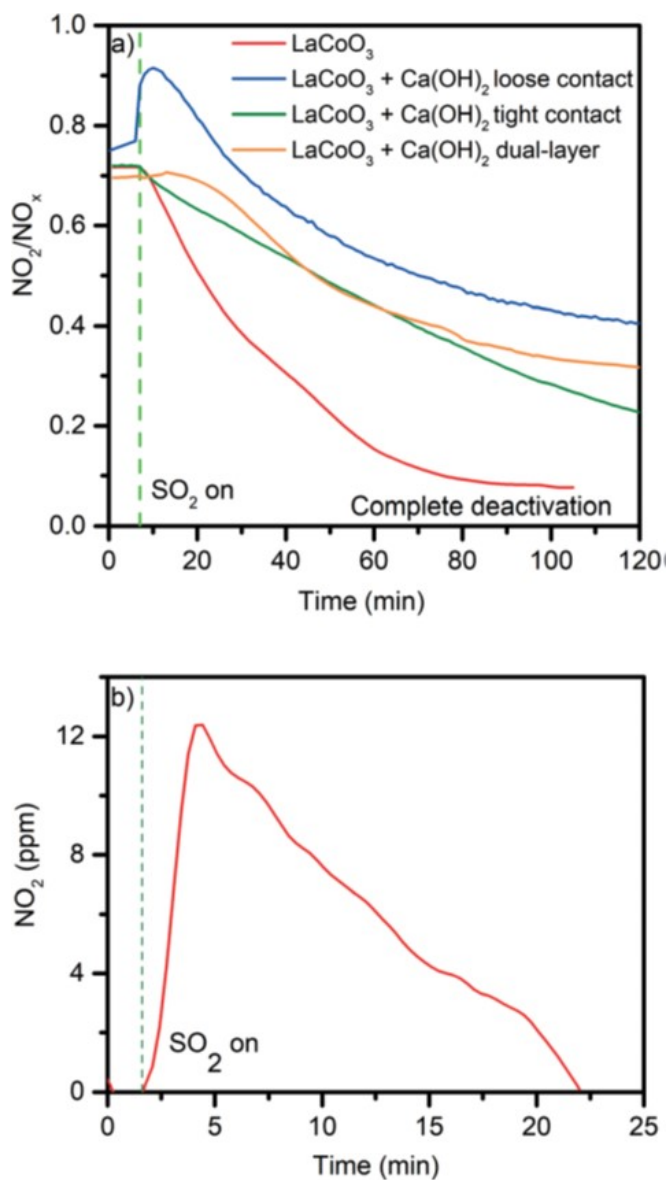 a)
LaCoO₃
LaCoO₃ + Ca(OH)₂ loose contact
LaCoO₃ + Ca(OH)₂ tight contact
LaCoO₃ + Ca(OH)₂ dual-layer
1.0
0.8
0.6
0.4
0.2
0.0
NO₂/NOₓ
SO₂ on
Complete deactivation
0 20 40 60 80 100 120
Time (min)
b)
12
8
4
0
NO₂ (ppm)
SO₂ on
0 5 10 15 20 25
Time (min)